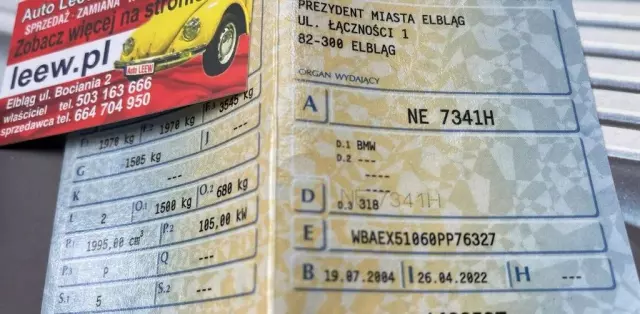 Auto Lee
SPRZEDAŻ - ZAMIANA
Zobacz więcej na stronie
leew.pl
Elbląg ul. Bociania 2
właściciel tel. 503 163 666
sprzedawca tel. 664 704 950
Auto LEEW
3545 kg
1970 kg 1970 kg
G 1505 kg J ---
K ---
L 2 O.1 1500 kg O.2 680 kg
P.1 1995,00 cm³ P.2 105,00 kW
P.3 P Q ---
S.1 5 S.2 ---
PREZYDENT MIASTA ELBLĄG
UL. ŁĄCZNOŚCI 1
82-300 ELBLĄG
ORGAN WYDAJĄCY
A NE 7341H
D.1 BMW
D.2 ---
----
NE 7341H
D D.3 318
E WBAEX51060PP76327
B 19.07.2004 I 26.04.2022 H ---